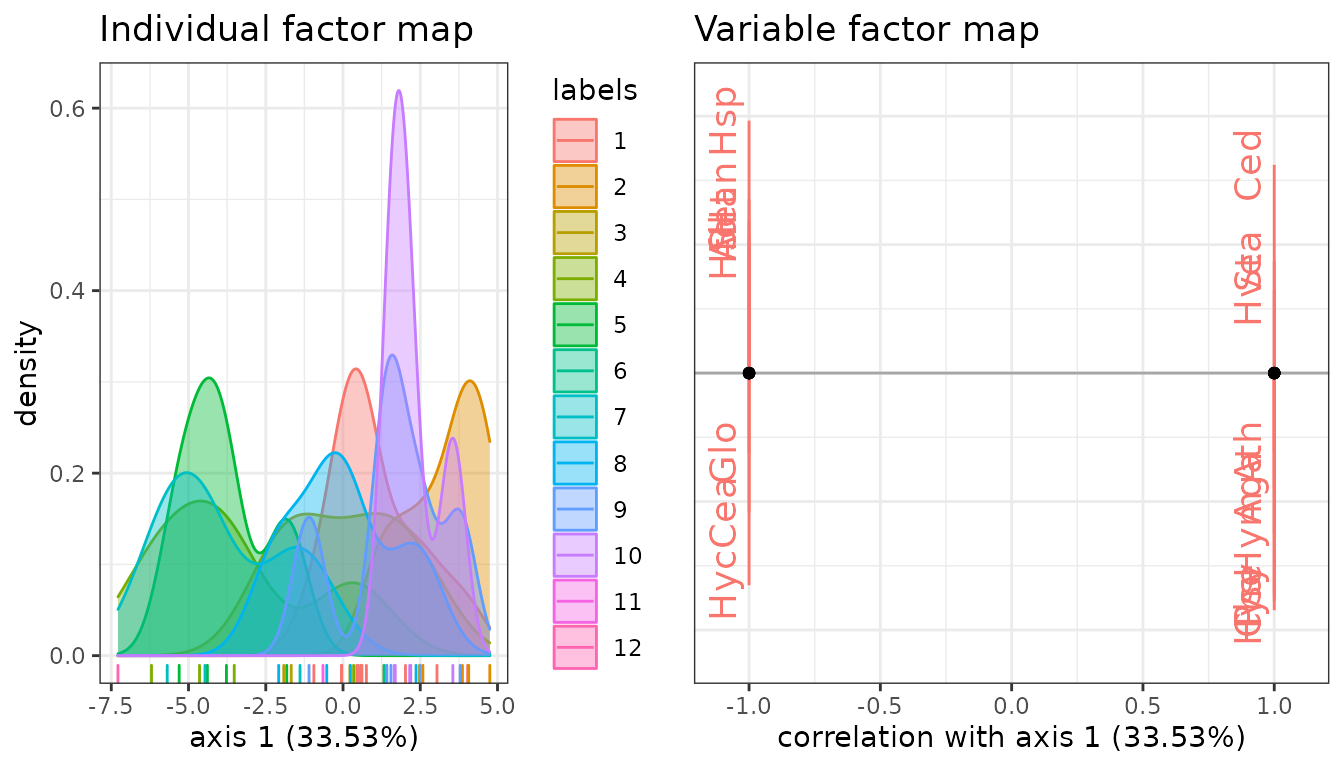 Individual factor map
Variable factor map
labels
1
2
3
4
5
6
7
8
9
10
11
12
density
0.6
0.4
0.2
0.0
-7.5 -5.0 -2.5 0.0 2.5 5.0
axis 1 (33.53%)
Hsp
Glo
Cea
Hyc
Ced
-1.0 -0.5 0.0 0.5 1.0
correlation with axis 1 (33.53%)